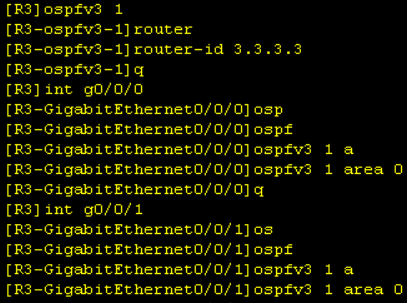 [R3]ospfv3 1
[R3-ospfv3-1]router
[R3-ospfv3-1]router-id 3.3.3.3
[R3-ospfv3-1]q
[R3]int g0/0/0
[R3-GigabitEthernet0/0/0]osp
[R3-GigabitEthernet0/0/0]ospf
[R3-GigabitEthernet0/0/0]ospfv3 1 a
[R3-GigabitEthernet0/0/0]ospfv3 1 area 0
[R3-GigabitEthernet0/0/0]q
[R3]int g0/0/1
[R3-GigabitEthernet0/0/1]os
[R3-GigabitEthernet0/0/1]ospf
[R3-GigabitEthernet0/0/1]ospfv3 1 a
[R3-GigabitEthernet0/0/1]ospfv3 1 area 0